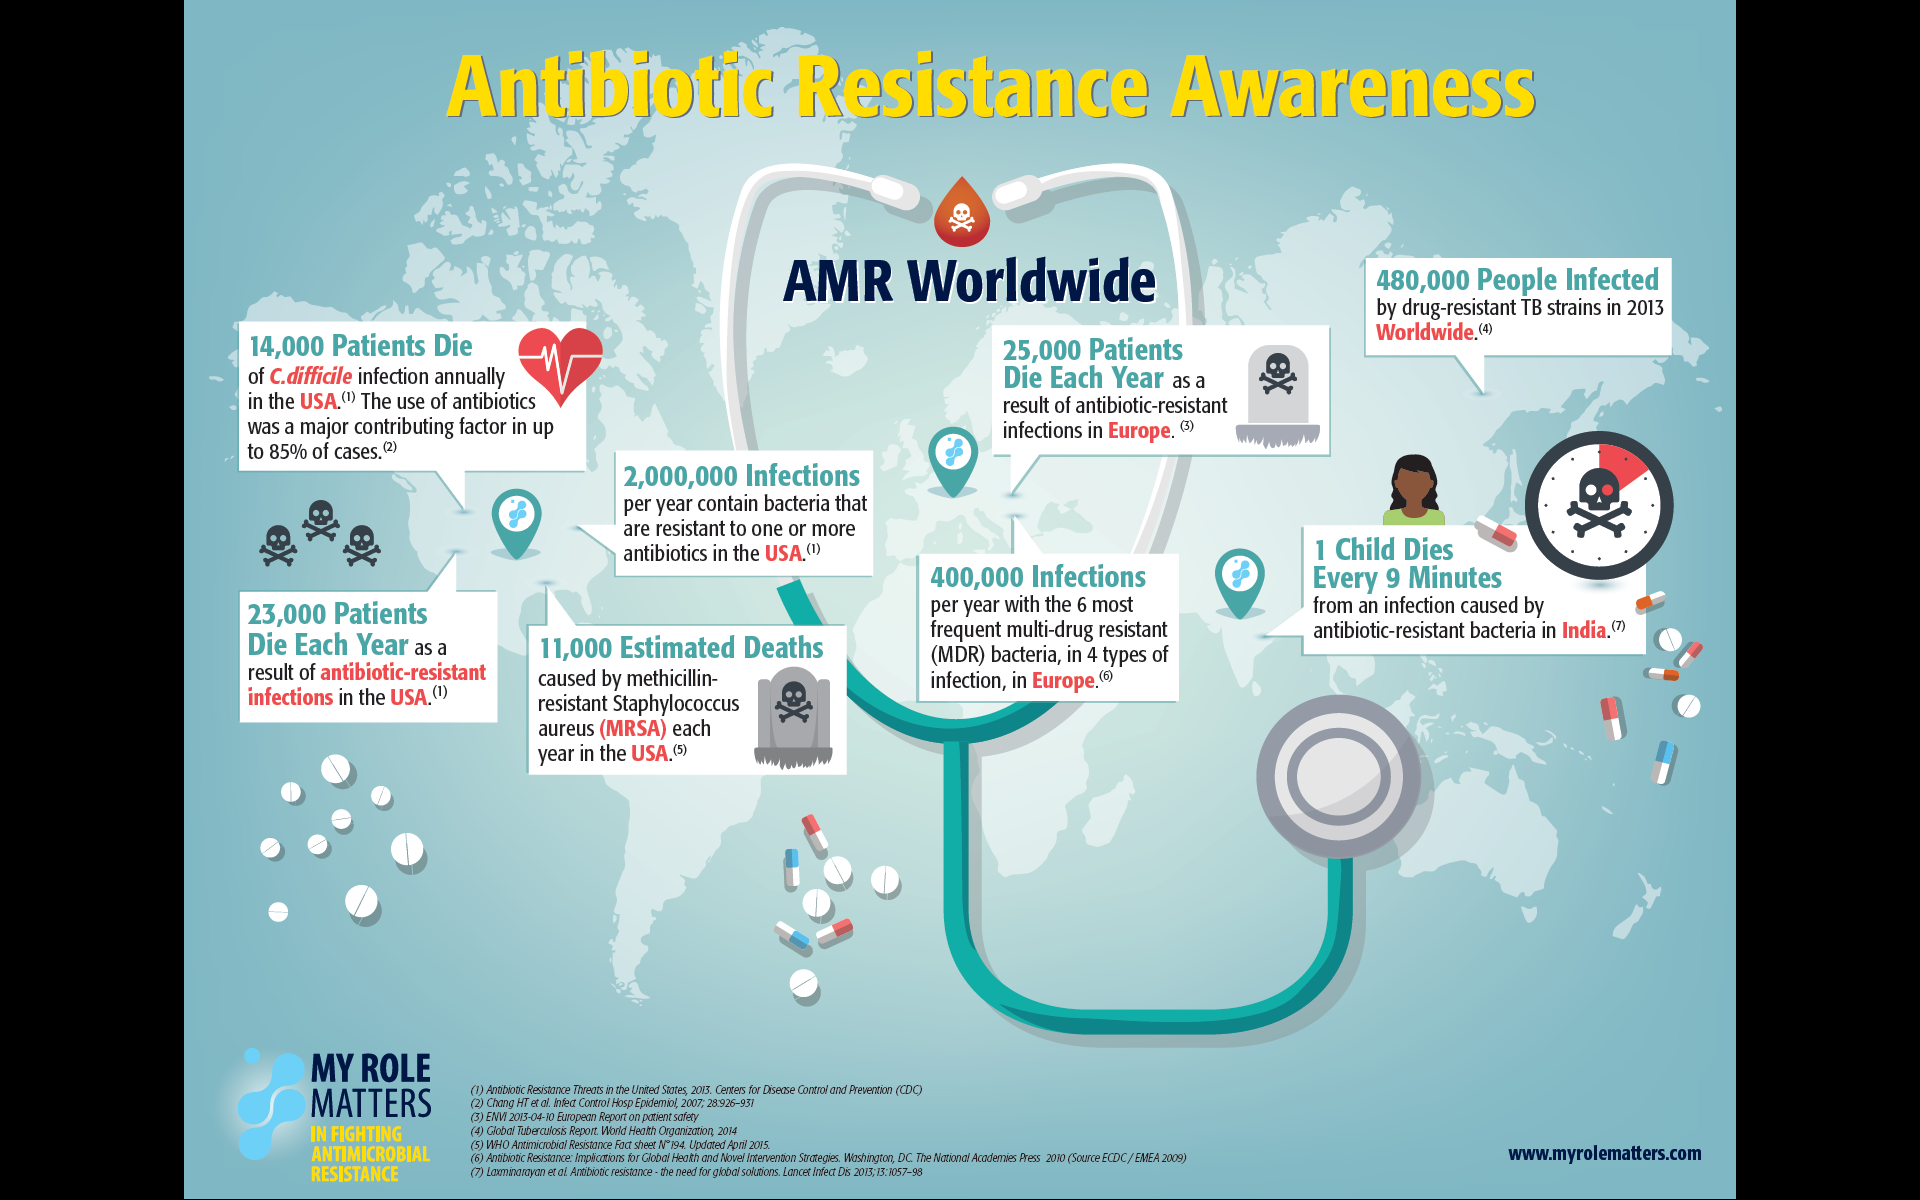 Antibiotic Resistance Awareness
AMR Worldwide
14,000 Patients Die
of C.difficile infection annually
in the USA.(1) The use of antibiotics
was a major contributing factor in up
to 85% of cases.(2)
2,000,000 Infections
per year contain bacteria that
are resistant to one or more
antibiotics in the USA.(1)
23,000 Patients
Die Each Year as a
result of antibiotic-resistant
infections in the USA.(1)
11,000 Estimated Deaths
caused by methicillin-
resistant Staphylococcus
aureus (MRSA) each
year in the USA.(5)
25,000 Patients
Die Each Year as a
result of antibiotic-resistant
infections in Europe. (3)
400,000 Infections
per year with the 6 most
frequent multi-drug resistant
(MDR) bacteria, in 4 types of
infection, in Europe.(6)
480,000 People Infected
by drug-resistant TB strains in 2013
Worldwide.(4)
1 Child Dies
Every 9 Minutes
from an infection caused by
antibiotic-resistant bacteria in India.(7)
MY ROLE
MATTERS
IN FIGHTING
ANTIMICROBIAL
RESISTANCE
(1) Antibiotic Resistance Threats in the United States, 2013. Centers for Disease Control and Prevention (CDC)
(2) Chang HT et al. Infect Control Hosp Epidemiol, 2007; 28:926–931
(3) ENVI 2013-04-10 European Report on patient safety
(4) Global Tuberculosis Report. World Health Organization, 2014
(5) WHO Antimicrobial Resistance Fact sheet N°194. Updated April 2015.
(6) Antibiotic Resistance: Implications for Global Health and Novel Intervention Strategies. Washington, DC. The National Academies Press 2010 (Source ECDC / EMEA 2009)
(7) Laxminarayan et al. Antibiotic resistance - the need for global solutions. Lancet Infect Dis 2013;13:1057–98
www.myrolematters.com